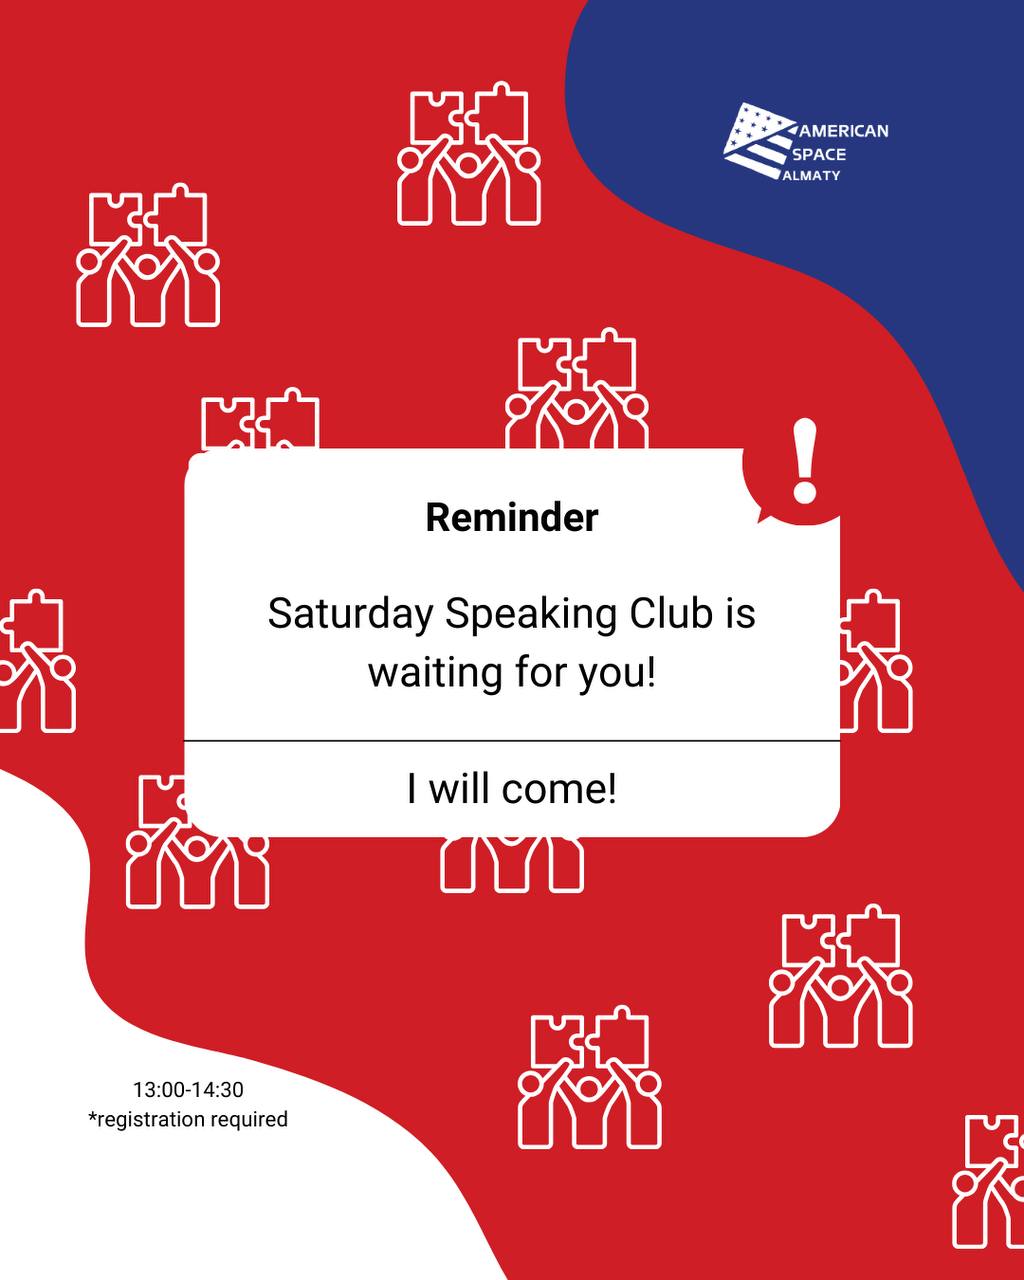 AMERICAN
SPACE
ALMATY
Reminder
Saturday Speaking Club is
waiting for you!
I will come!
13:00-14:30
*registration required